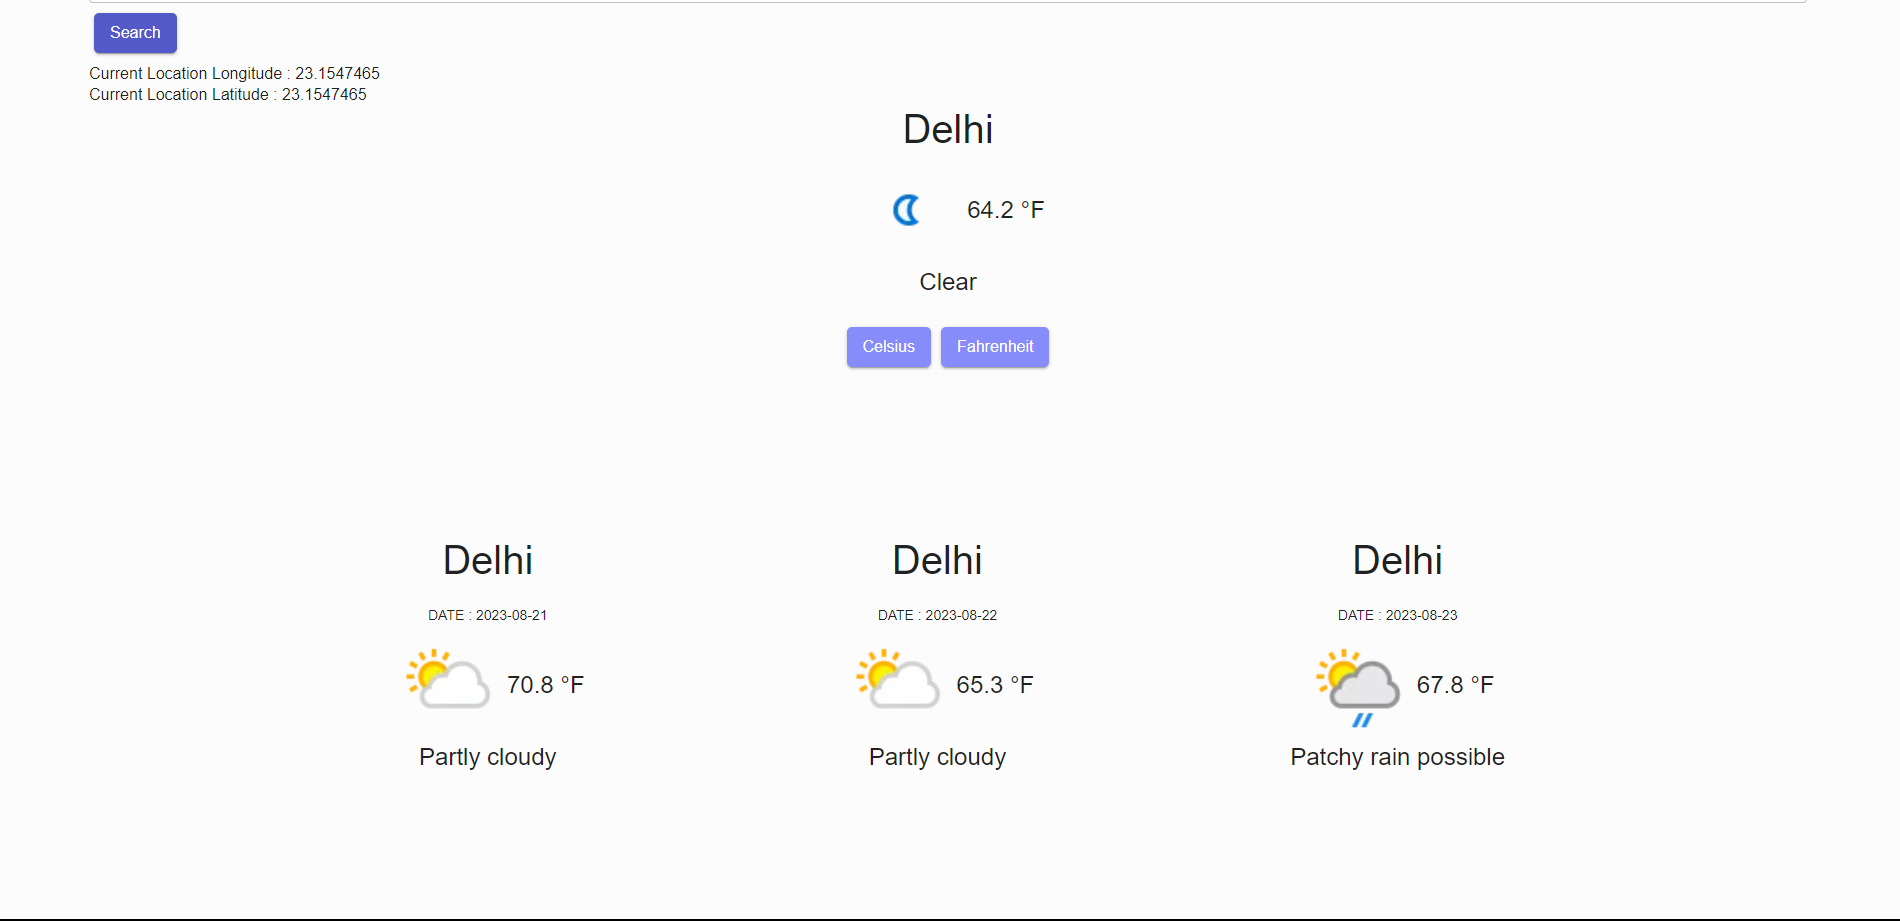 Search
Current Location Longitude : 23.1547465
Current Location Latitude : 23.1547465
Delhi
64.2 °F
Clear
Celsius Fahrenheit
Delhi Delhi Delhi
DATE : 2023-08-21 DATE : 2023-08-22 DATE : 2023-08-23
70.8 °F 65.3 °F 67.8 °F
Partly cloudy Partly cloudy Patchy rain possible